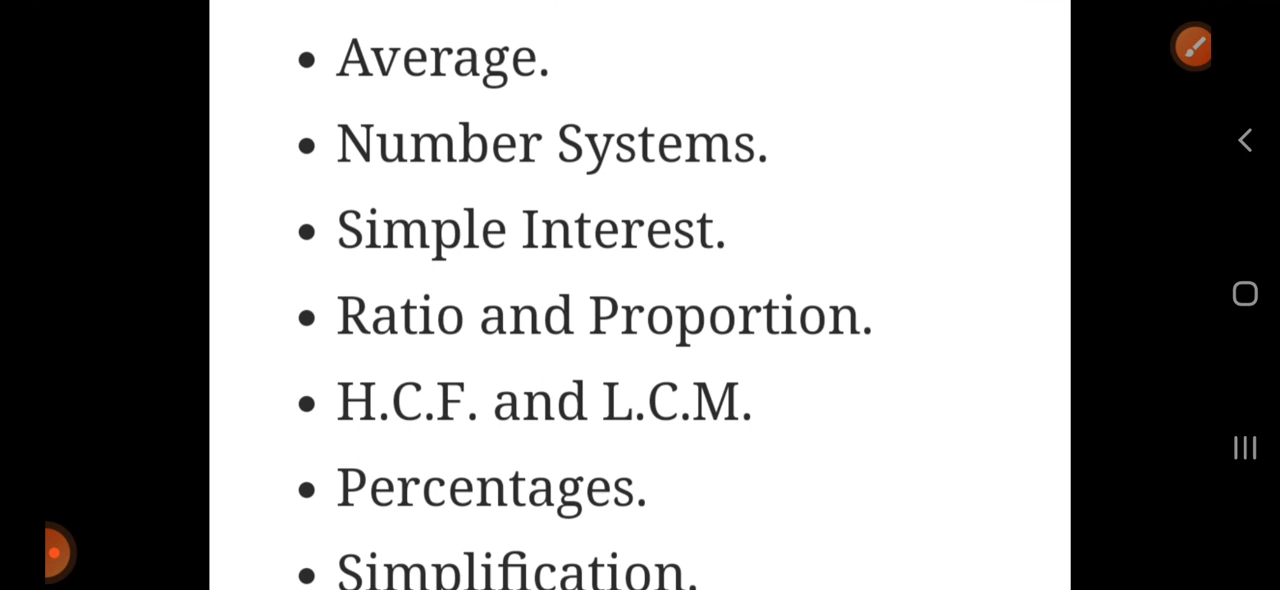 • Average.
• Number Systems.
• Simple Interest.
• Ratio and Proportion.
• H.C.F. and L.C.M.
• Percentages.
• Simplification.